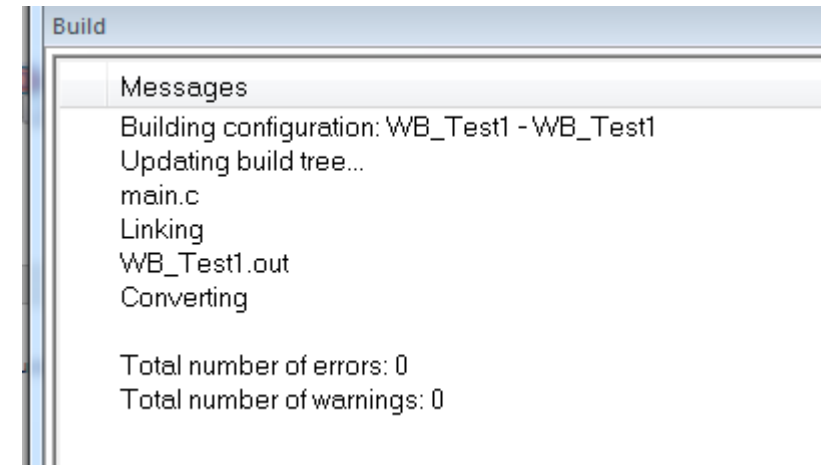 Build
Messages
Building configuration: WB_Test1 - WB_Test1
Updating build tree...
main.c
Linking
WB_Test1.out
Converting
Total number of errors: 0
Total number of warnings: 0